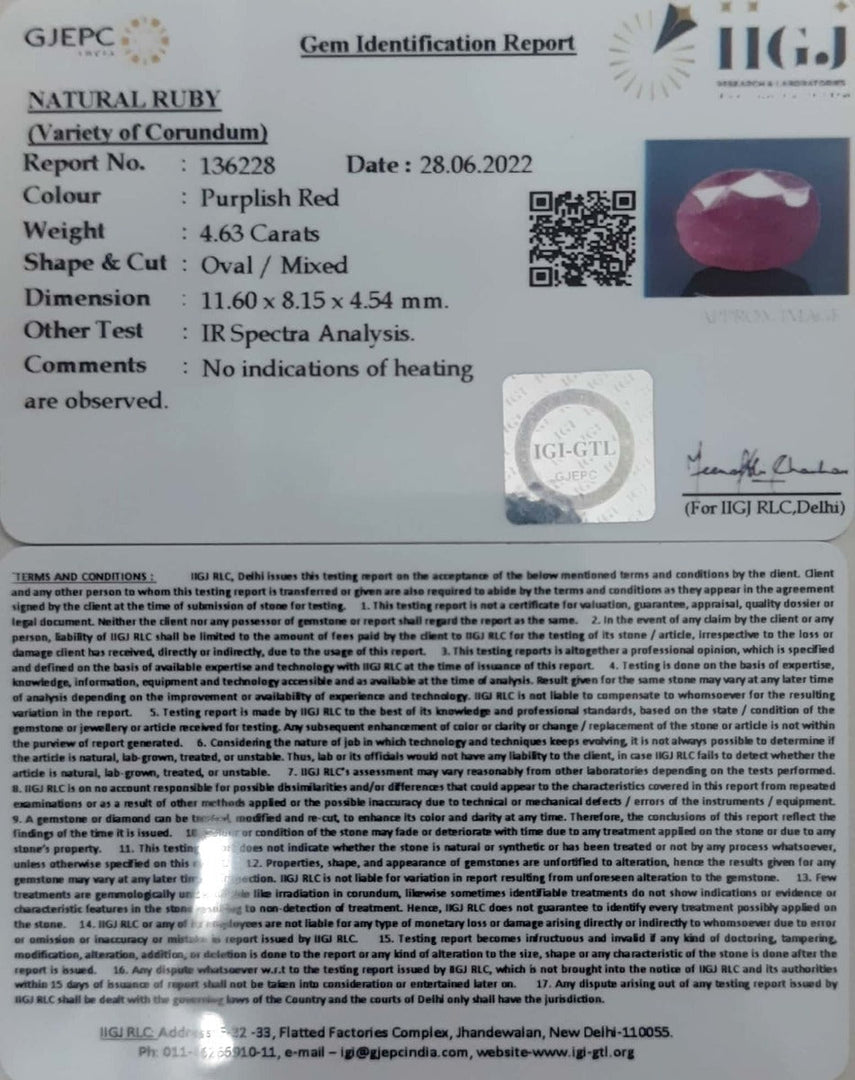 GJEPC
INDIA
Gem Identification Report
IIGJ
RESEARCH & LABORATORIES
NATURAL RUBY
(Variety of Corundum)
Report No. : 136228 Date : 28.06.2022
Colour : Purplish Red
Weight : 4.63 Carats
Shape & Cut : Oval / Mixed
Dimension : 11.60 x 8.15 x 4.54 mm.
Other Test : IR Spectra Analysis.
Comments : No indications of heating
are observed.
APPROX. IMAGE
IGI-GTL
GJEPC
(For IIGJ RLC,Delhi)
TERMS AND CONDITIONS : IIGJ RLC, Delhi issues this testing report on the acceptance of the below mentioned terms and conditions by the client. Client
and any other person to whom this testing report is transferred or given are also required to abide by the terms and conditions as they appear in the agreement
signed by the client at the time of submission of stone for testing. 1. This testing report is not a certificate for valuation, guarantee, appraisal, quality dossier or
legal document. Neither the client nor any possessor of gemstone or report shall regard the report as the same. 2. In the event of any claim by the client or any
person, liability of IIGJ RLC shall be limited to the amount of fees paid by the client to IIGJ RLC for the testing of its stone / article, irrespective to the loss or
damage client has received, directly or indirectly, due to the usage of this report. 3. This testing reports is altogether a professional opinion, which is specified
and defined on the basis of available expertise and technology with IIGJ RLC at the time of issuance of this report. 4. Testing is done on the basis of expertise,
knowledge, information, equipment and technology accessible and as available at the time of analysis. Result given for the same stone may vary at any later time
of analysis depending on the improvement or availability of experience and technology. IIGJ RLC is not liable to compensate to whomsoever for the resulting
variation in the report. 5. Testing report is made by IIGJ RLC to the best of its knowledge and professional standards, based on the state / condition of the
gemstone or jewellery or article received for testing. Any subsequent enhancement of color or clarity or change / replacement of the stone or article is not within
the purview of report generated. 6. Considering the nature of job in which technology and techniques keeps evolving, it is not always possible to determine if
the article is natural, lab-grown, treated, or unstable. Thus, lab or its officials would not have any liability to the client, in case IIGJ RLC fails to detect whether the
article is natural, lab-grown, treated, or unstable. 7. IIGJ RLC's assessment may vary reasonably from other laboratories depending on the tests performed.
8. IIGJ RLC is on no account responsible for possible dissimilarities and/or differences that could appear to the characteristics covered in this report from repeated
examinations or as a result of other methods applied or the possible inaccuracy due to technical or mechanical defects / errors of the instruments / equipment.
9. A gemstone or diamond can be treated, modified and re-cut, to enhance its color and clarity at any time. Therefore, the conclusions of this report reflect the
findings of the time it is issued. 10. or condition of the stone may fade or deteriorate with time due to any treatment applied on the stone or due to any
stone's property. 11. This testing does not indicate whether the stone is natural or synthetic or has been treated or not by any process whatsoever,
unless otherwise specified on this 12. Properties, shape, and appearance of gemstones are unfortified to alteration, hence the results given for any
gemstone may vary at any later time IIGJ RLC is not liable for variation in report resulting from unforeseen alteration to the gemstone. 13. Few
treatments are gemmologically like irradiation in corundum, likewise sometimes identifiable treatments do not show indications or evidence or
characteristic features in the stone to non-detection of treatment. Hence, IIGJ RLC does not guarantee to identify every treatment possibly applied on
the stone. 14. IIGJ RLC or any of its employees are not liable for any type of monetary loss or damage arising directly or indirectly to whomsoever due to error
or omission or inaccuracy or mistake in report issued by IIGJ RLC. 15. Testing report becomes infructuous and invalid if any kind of doctoring, tampering,
modification, alteration, addition, or deletion is done to the report or any kind of alteration to the size, shape or any characteristic of the stone is done after the
report is issued. 16. Any dispute whatsoever w.r.t to the testing report issued by IIGJ RLC, which is not brought into the notice of IIGJ RLC and its authorities
within 15 days of issuance of report shall not be taken into consideration or entertained later on. 17. Any dispute arising out of any testing report issued by
IIGJ RLC shall be dealt with the governing laws of the Country and the courts of Delhi only shall have the jurisdiction.
IIGJ RLC Address -33, Flatted Factories Complex, Jhandewalan, New Delhi-110055.
Ph: e-mail – igi@gjepcindia.com, website-www.igi-gtl.org